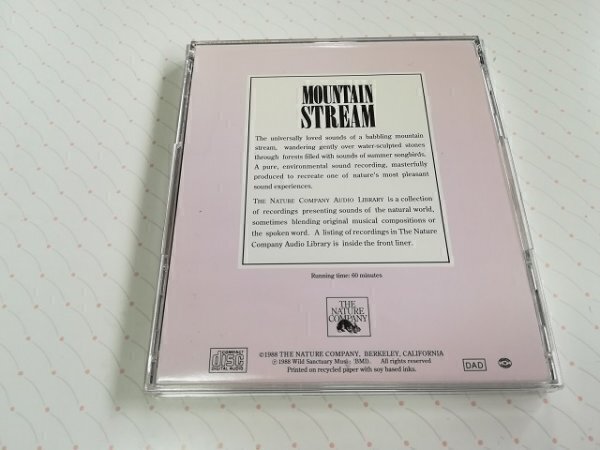 MOUNTAIN
STREAM
The universally loved sounds of a babbling mountain
stream, wandering gently over water-sculpted stones
through forests filled with sounds of summer songbirds.
A pure, environmental sound recording, masterfully
produced to recreate one of nature's most pleasant
sound experiences.
THE NATURE COMPANY AUDIO LIBRARY is a collection
of recordings presenting sounds of the natural world,
sometimes blending original musical compositions or
the spoken word. A listing of recordings in The Nature
Company Audio Library is inside the front liner.
Running time: 60 minutes
THE
NATURE
COMPANY
COMPACT
disc
DIGITAL AUDIO
©1988 THE NATURE COMPANY, BERKELEY, CALIFORNIA
℗ 1988 Wild Sanctuary Music (BMI). All rights reserved
Printed on recycled paper with soy based inks.
DAD